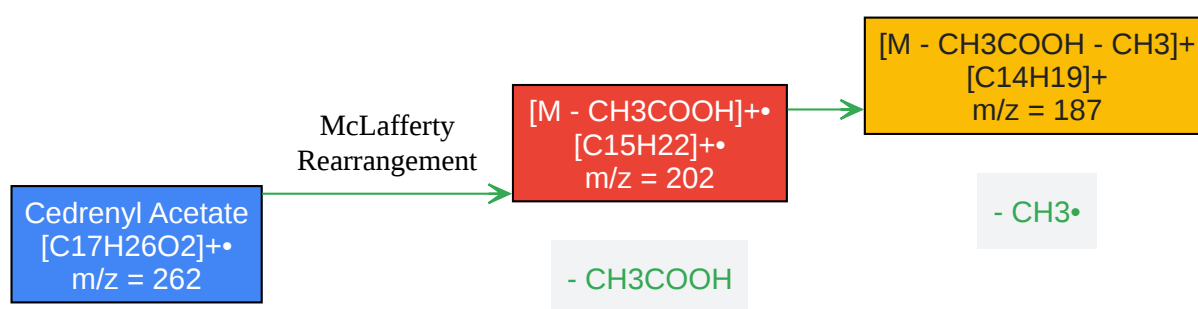 Cedrenyl Acetate
[C17H26O2]+•
m/z = 262
McLafferty
Rearrangement
[M - CH3COOH]+•
[C15H22]+•
m/z = 202
- CH3COOH
[M - CH3COOH - CH3]+
[C14H19]+
m/z = 187
- CH3•